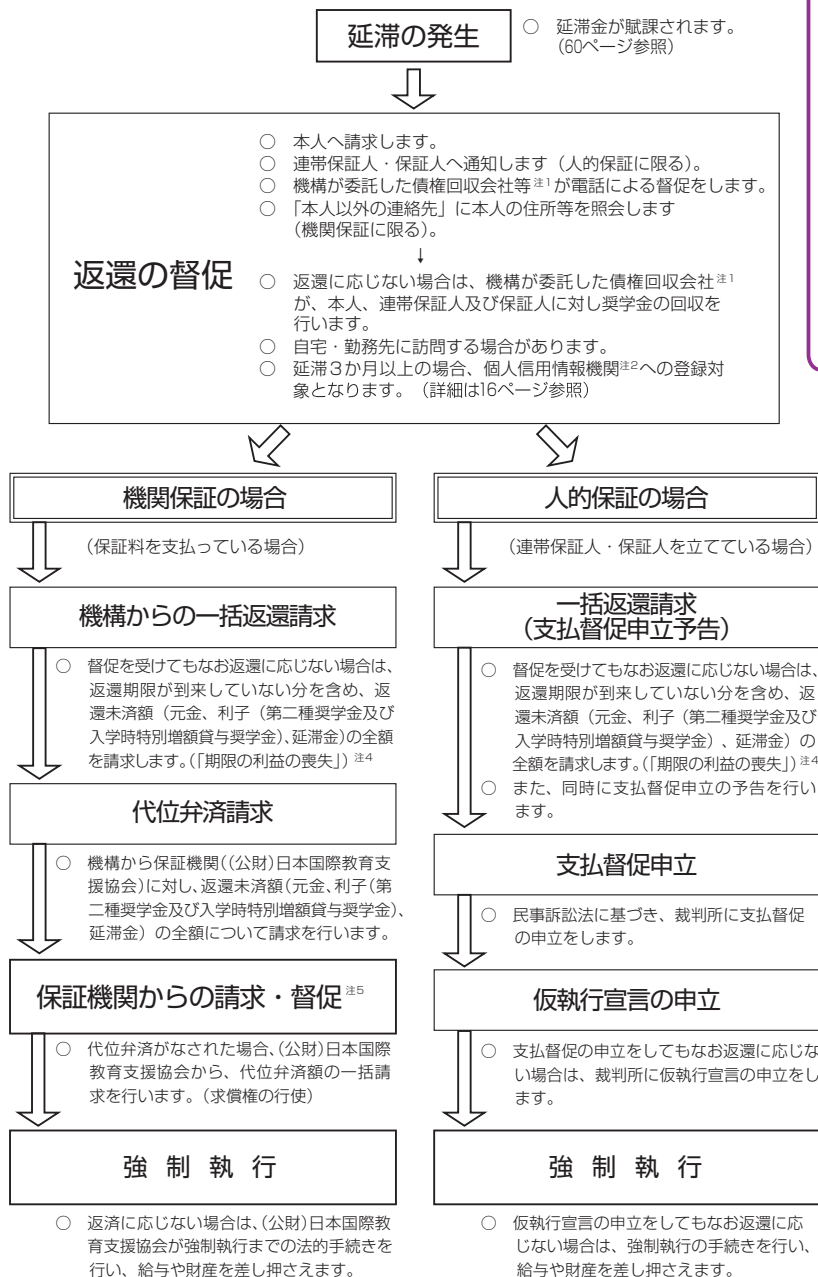 延滞の発生
○ 延滞金が賦課されます。
(60ページ参照)
返還の督促
○ 本人へ請求します。
○ 連帯保証人・保証人へ通知します（人的保証に限る）。
○ 機構が委託した債権回収会社等注1が電話による督促をします。
○ 「本人以外の連絡先」に本人の住所等を照会します
(機関保証に限る)。
↓
○ 返還に応じない場合は、機構が委託した債権回収会社注1
が、本人、連帯保証人及び保証人に対し奨学金の回収を
行います。
○ 自宅・勤務先に訪問する場合があります。
○ 延滞３か月以上の場合、個人信用情報機関注2への登録対
象となります。（詳細は16ページ参照）
機関保証の場合
（保証料を支払っている場合）
機構からの一括返還請求
○ 督促を受けてもなお返還に応じない場合は、
返還期限が到来していない分を含め、返
還未済額（元金、利子（第二種奨学金及び
入学時特別増額貸与奨学金）、延滞金）の全額
を請求します。（「期限の利益の喪失」）注4
代位弁済請求
○ 機構から保証機関((公財)日本国際教育支
援協会)に対し、返還未済額(元金、利子(第
二種奨学金及び入学時特別増額貸与奨学金)、
延滞金）の全額について請求を行います。
保証機関からの請求・督促注5
○ 代位弁済がなされた場合、(公財)日本国際
教育支援協会から、代位弁済額の一括請
求を行います。（求償権の行使）
強 制 執 行
○ 返済に応じない場合は、(公財)日本国際教
育支援協会が強制執行までの法的手続きを
行い、給与や財産を差し押さえます。
人的保証の場合
（連帯保証人・保証人を立てている場合）
一括返還請求
（支払督促申立予告）
○ 督促を受けてもなお返還に応じない場合は、
返還期限が到来していない分を含め、返
還未済額（元金、利子（第二種奨学金及び
入学時特別増額貸与奨学金）、延滞金）の
全額を請求します。（「期限の利益の喪失」）注4
○ また、同時に支払督促申立の予告を行い
ます。
支払督促申立
○ 民事訴訟法に基づき、裁判所に支払督促
の申立をします。
仮執行宣言の申立
○ 支払督促の申立をしてもなお返還に応じな
い場合は、裁判所に仮執行宣言の申立をし
ます。
強 制 執 行
○ 仮執行宣言の申立をしてもなお返還に応
じない場合は、強制執行の手続きを行い、
給与や財産を差し押さえます。